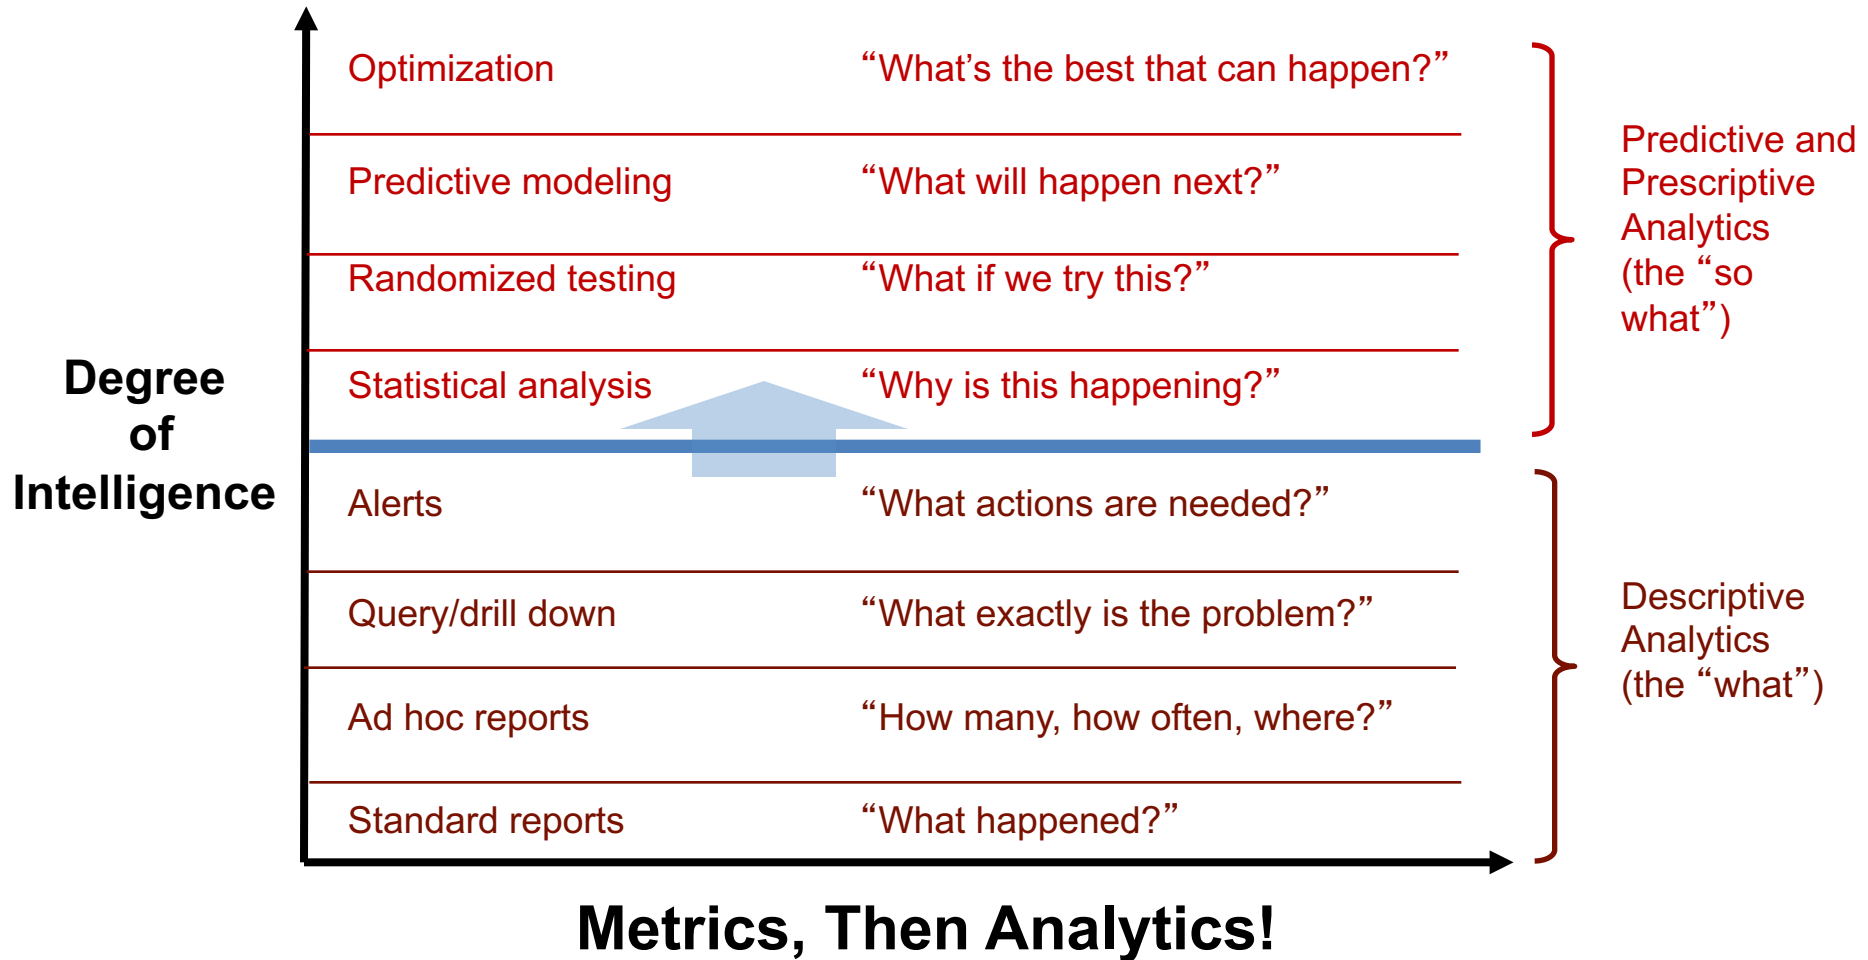 Optimization “What’s the best that can happen?”
Predictive modeling “What will happen next?”
Randomized testing “What if we try this?”
Statistical analysis “Why is this happening?”
Alerts “What actions are needed?”
Query/drill down “What exactly is the problem?”
Ad hoc reports “How many, how often, where?”
Standard reports “What happened?”
Degree
of
Intelligence
Predictive and
Prescriptive
Analytics
(the “so
what”)
Descriptive
Analytics
(the “what”)
Metrics, Then Analytics!